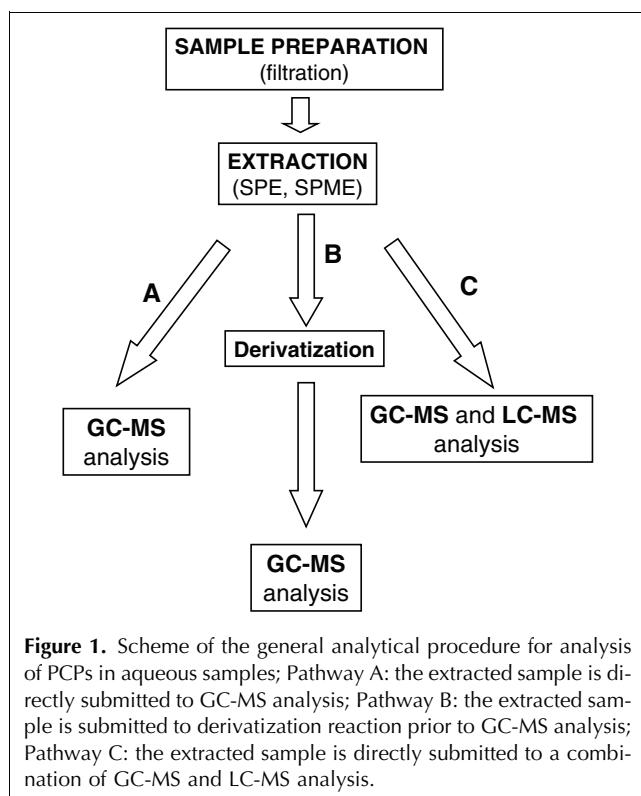 SAMPLE PREPARATION
(filtration)
EXTRACTION
(SPE, SPME)
A
B
C
Derivatization
GC-MS
analysis
GC-MS and LC-MS
analysis
GC-MS
analysis
Figure 1. Scheme of the general analytical procedure for analysis
of PCPs in aqueous samples; Pathway A: the extracted sample is di-
rectly submitted to GC-MS analysis; Pathway B: the extracted sam-
ple is submitted to derivatization reaction prior to GC-MS analysis;
Pathway C: the extracted sample is directly submitted to a combi-
nation of GC-MS and LC-MS analysis.